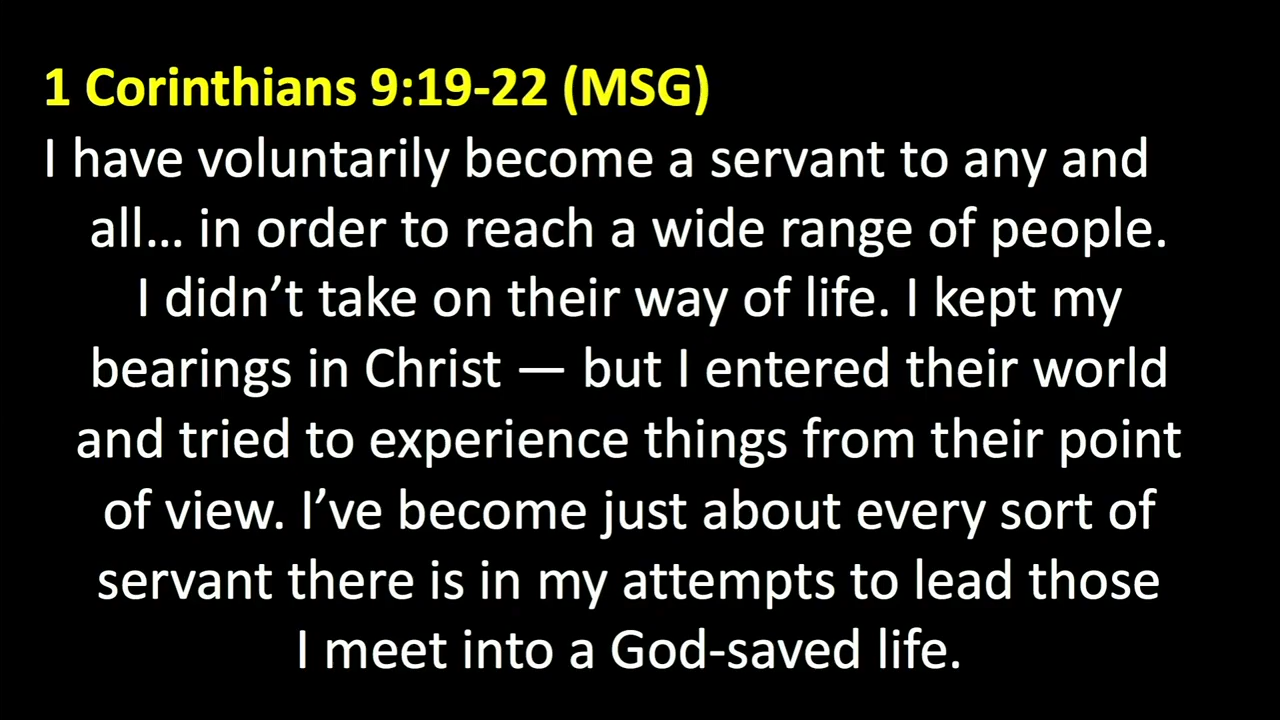 1 Corinthians 9:19-22 (MSG)
I have voluntarily become a servant to any and
all... in order to reach a wide range of people.
I didn’t take on their way of life. I kept my
bearings in Christ — but I entered their world
and tried to experience things from their point
of view. I’ve become just about every sort of
servant there is in my attempts to lead those
I meet into a God-saved life.